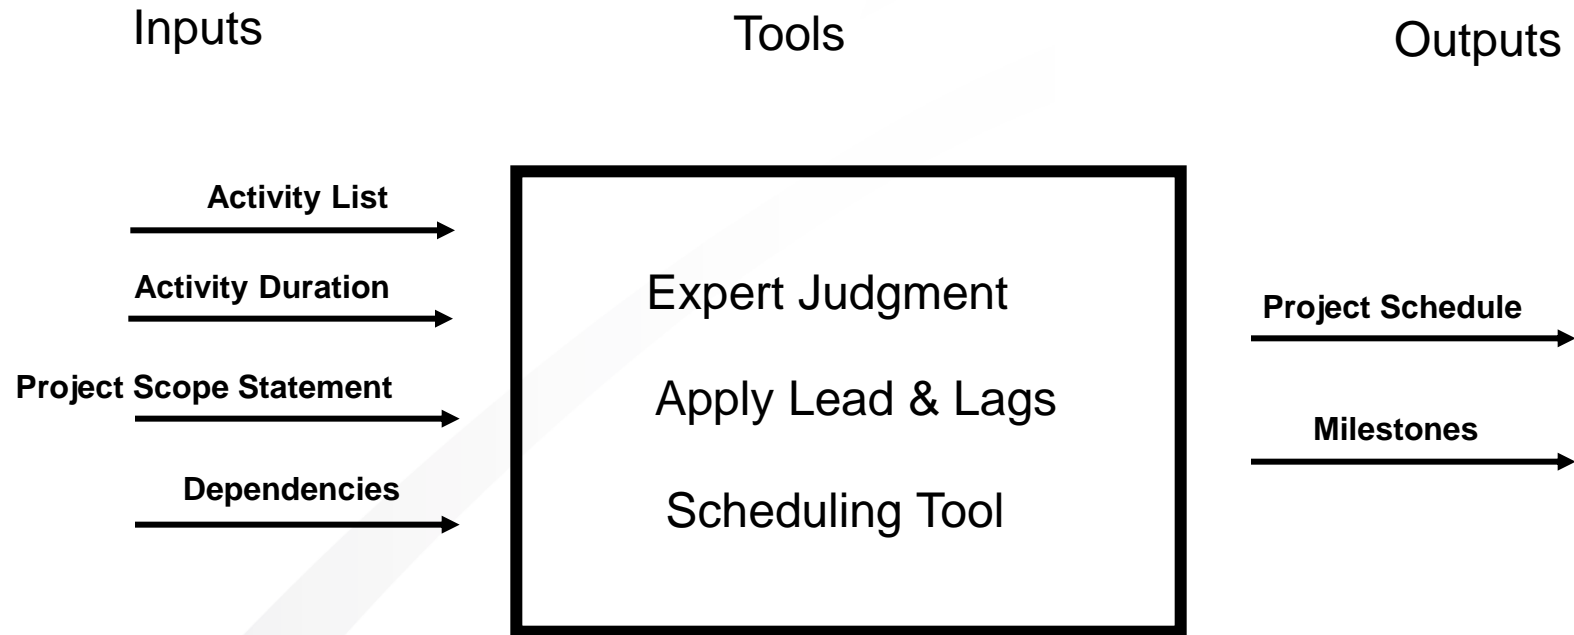 Inputs
Tools
Outputs
Activity List
Activity Duration
Project Scope Statement
Dependencies
Expert Judgment
Apply Lead & Lags
Scheduling Tool
Project Schedule
Milestones